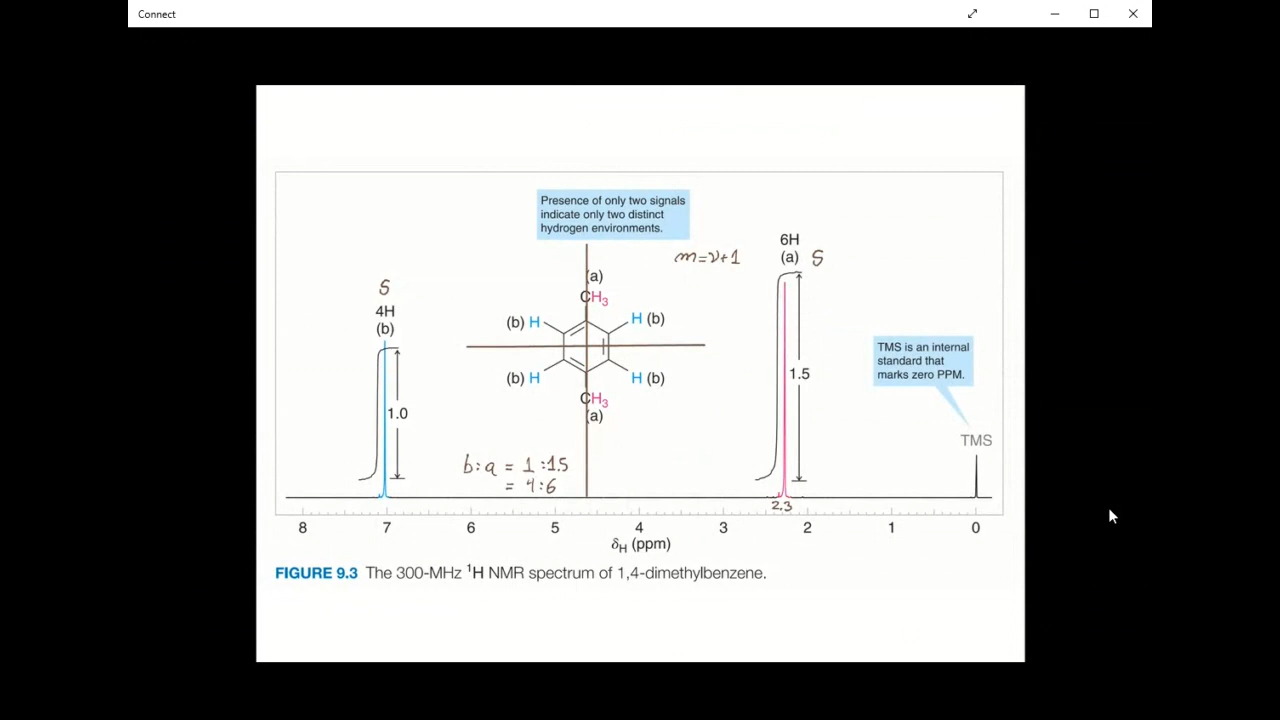 Connect
Presence of only two signals
indicate only two distinct
hydrogen environments.
m=ν+1
6H
(a) S
S
4H
(b)
(a)
CH₃
(b) H
H (b)
TMS is an internal
standard that
marks zero PPM.
1.5
(b) H
H (b)
CH₃
(a)
1.0
TMS
b:a = 1:1.5
= 4:6
2.3
8 7 6 5 4 3 2 1 0
δH (ppm)
FIGURE 9.3 The 300-MHz ¹H NMR spectrum of 1,4-dimethylbenzene.